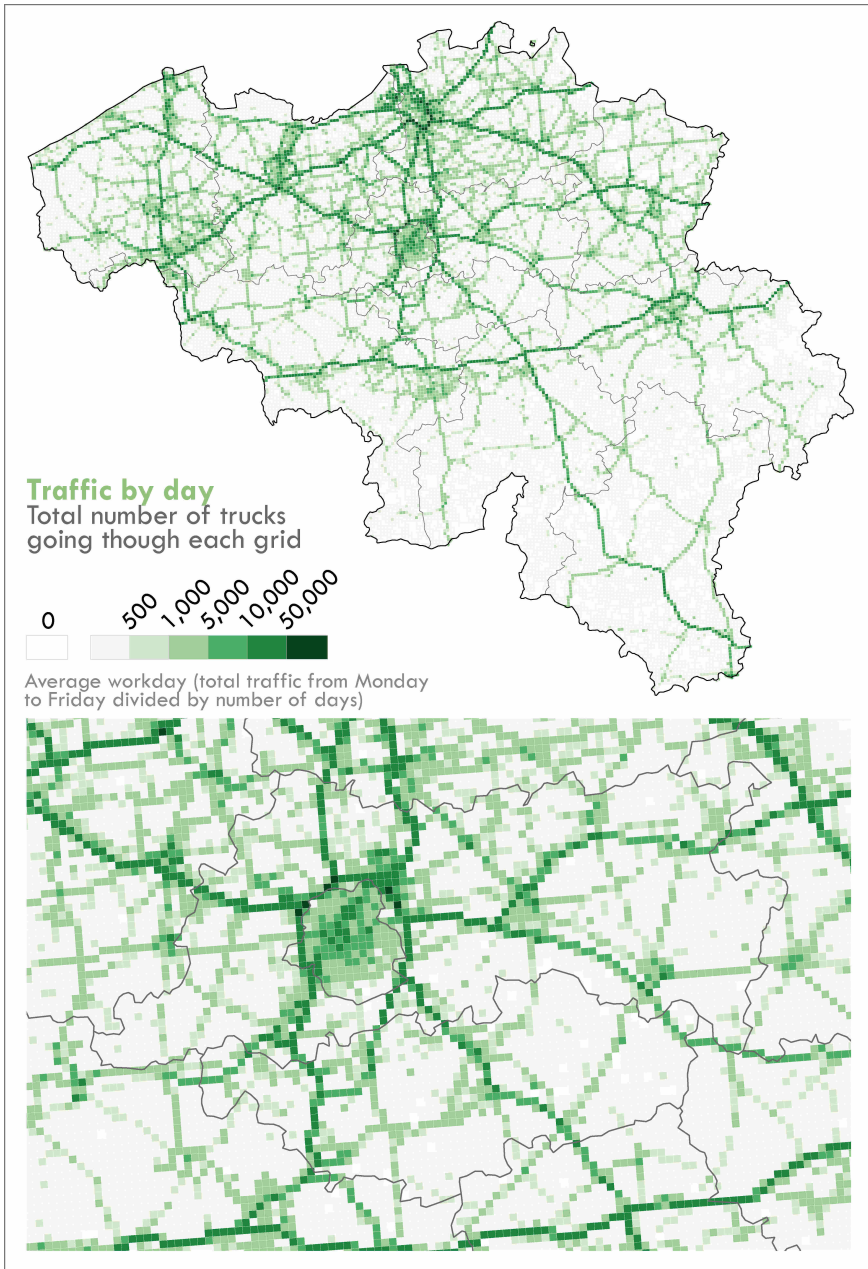 Traffic by day
Total number of trucks
going though each grid
0
500
1,000
5,000
10,000
50,000
Average workday (total traffic from Monday
to Friday divided by number of days)